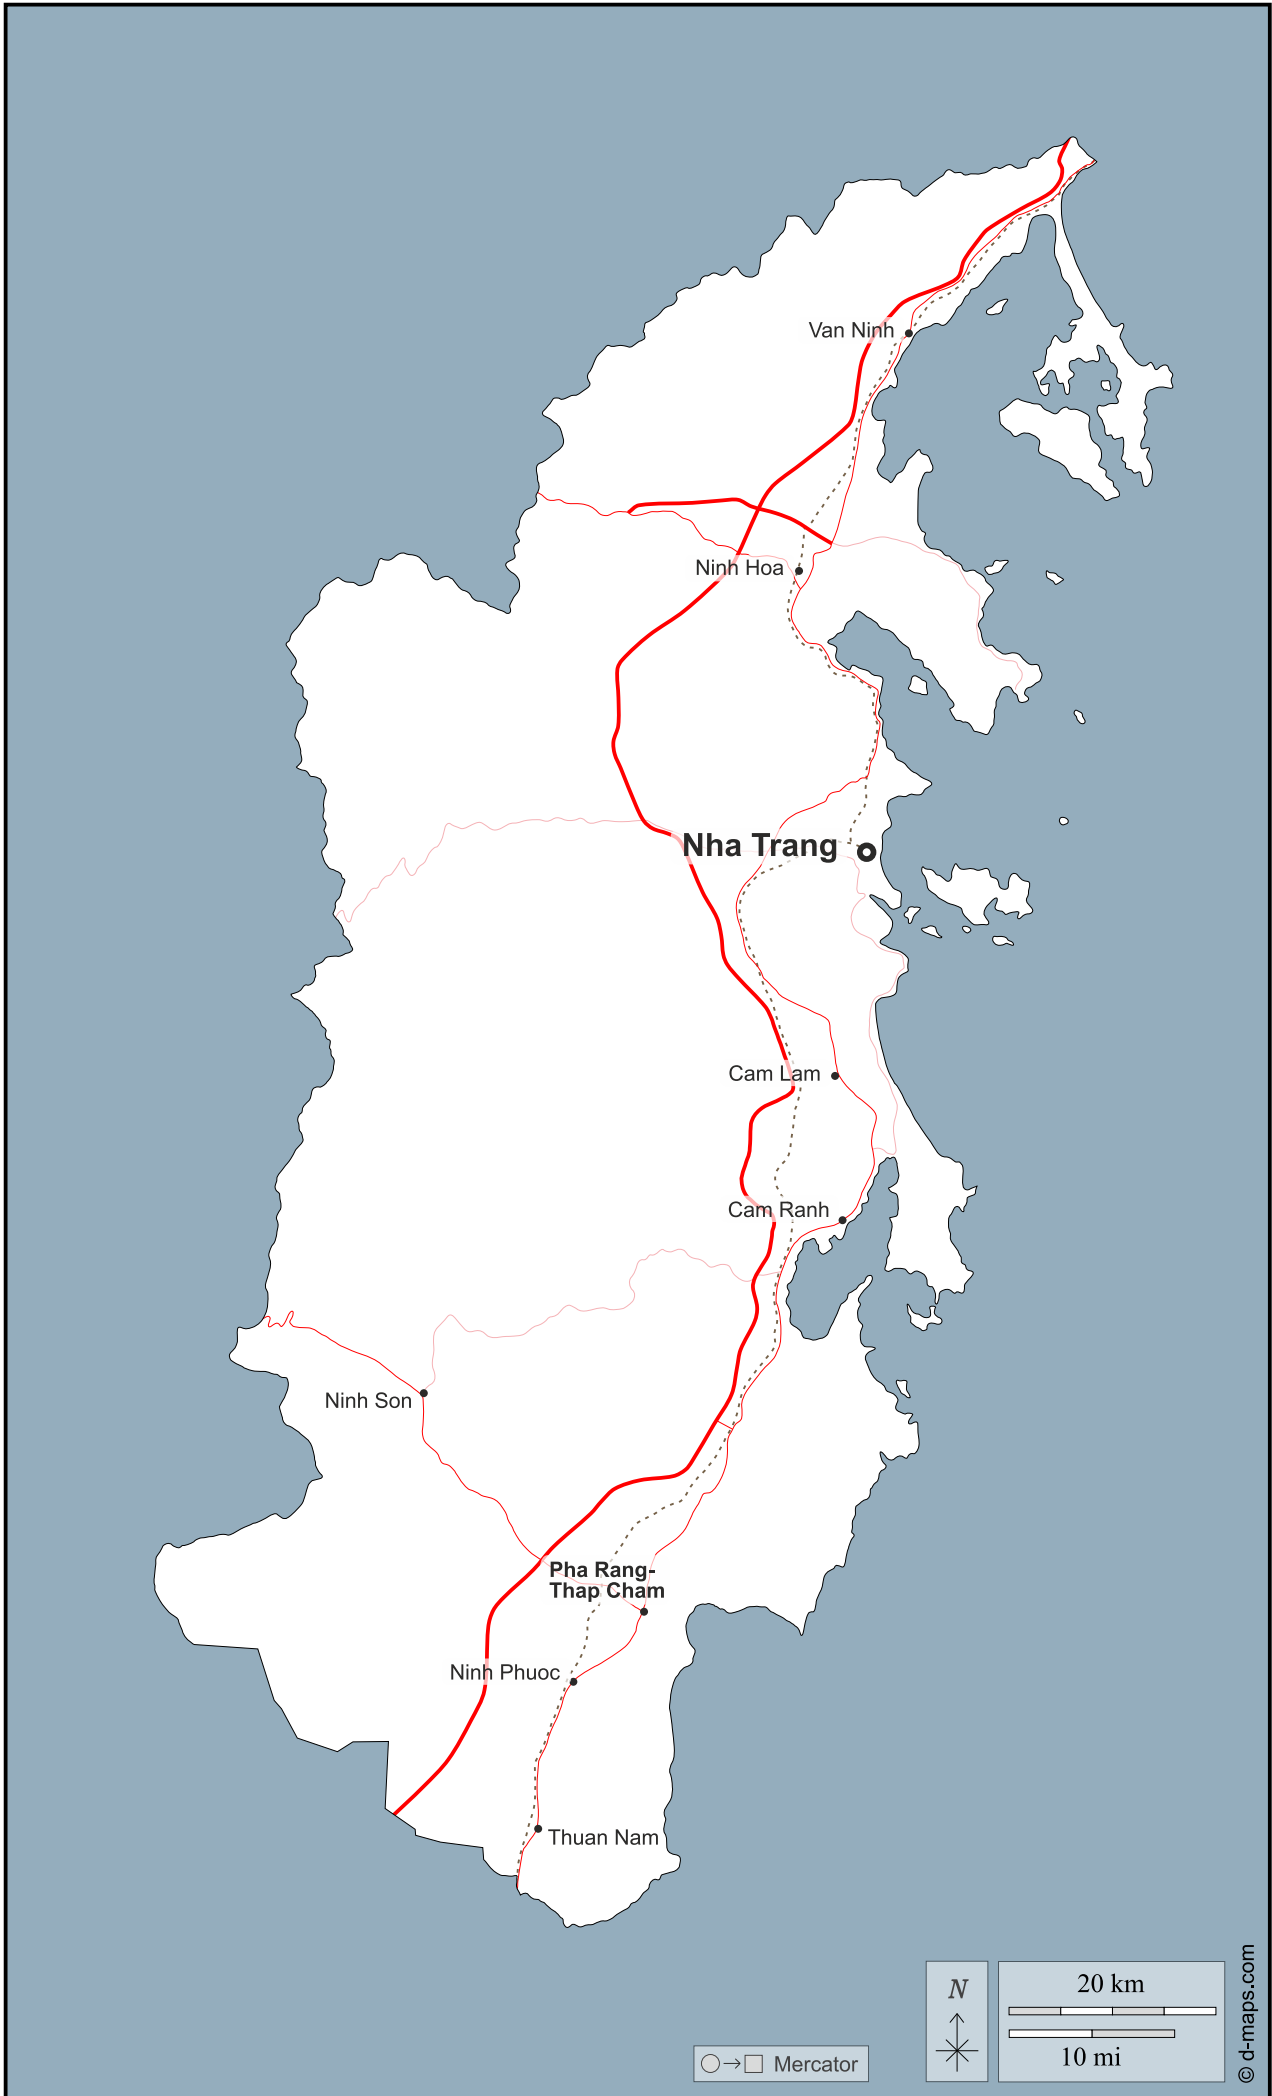 Van Ninh
Ninh Hoa
Nha Trang
Cam Lam
Cam Ranh
Ninh Son
Pha Rang-
Thap Cham
Ninh Phuoc
Thuan Nam
N
20 km
10 mi
Mercator
© d-maps.com